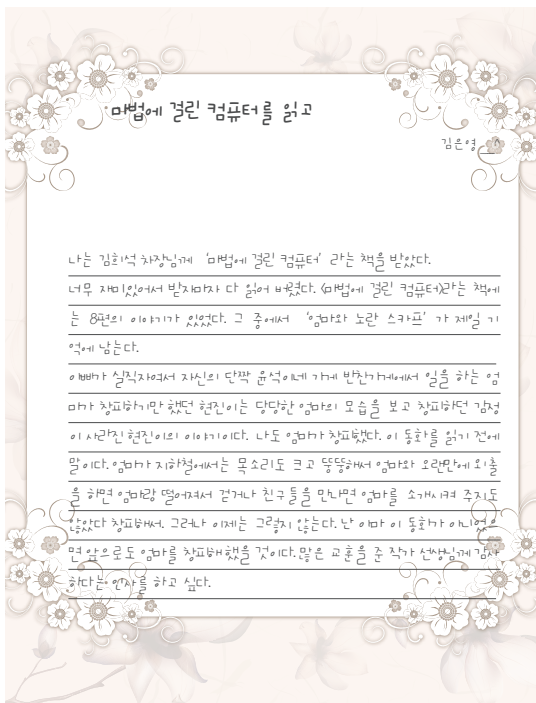 마법에 걸린 컴퓨터를 읽고
김은영 ^_^
나는 김희석 차장님께 '마법에 걸린 컴퓨터' 라는 책을 받았다.
너무 재미있어서 받자마자 다 읽어 버렸다. <마법에 걸린 컴퓨터>라는 책에
는 8편의 이야기가 있었다. 그 중에서 '엄마와 노란 스카프' 가 제일 기
억에 남는다.
아빠가 실직자여서 자신의 단짝 윤석이네 가게 반찬가게에서 일을 하는 엄
마가 창피하기만 했던 현진이는 당당한 엄마의 모습을 보고 창피하던 감정
이 사라진 현진이의 이야기이다. 나도 엄마가 창피했다. 이 동화를 읽기 전에
말이다. 엄마가 지하철에서는 목소리도 크고 뚱뚱해서 엄마와 오랜만에 외출
을 하면 엄마랑 떨어져서 걷거나 친구들을 만나면 엄마를 소개시켜 주지도
않았다 창피해서. 그러나 이제는 그렇지 않는다. 난 아마 이 동화가 아니었으
면 앞으로도 엄마를 창피해했을 것이다. 많은 교훈을 준 작가 선생님께 감사
하다는 인사를 하고 싶다.